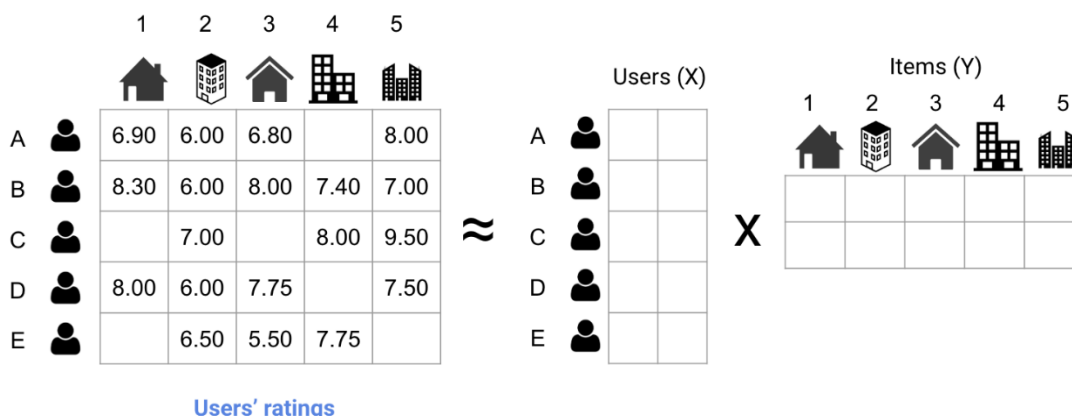 1 2 3 4 5
Users (X)
Items (Y)
1 2 3 4 5
A 6.90 6.00 6.80 8.00
B 8.30 6.00 8.00 7.40 7.00
C 7.00 8.00 9.50
D 8.00 6.00 7.75 7.50
E 6.50 5.50 7.75
≈
A
B
C
D
E
X
Users' ratings